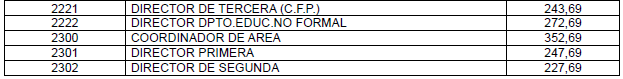 2221 DIRECTOR DE TERCERA (C.F.P.) 243,69
2222 DIRECTOR DPTO.EDUC.NO FORMAL 272,69
2300 COORDINADOR DE AREA 352,69
2301 DIRECTOR PRIMERA 247,69
2302 DIRECTOR DE SEGUNDA 227,69